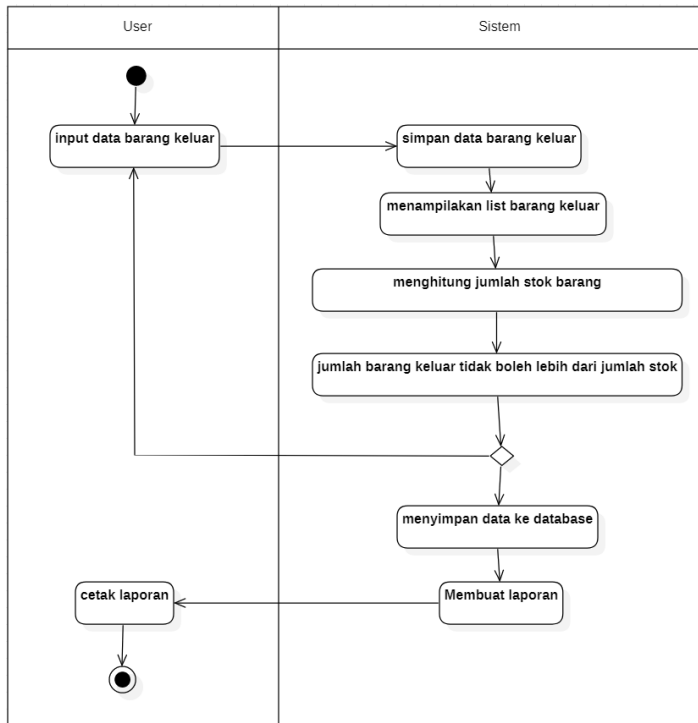 User
Sistem
input data barang keluar
simpan data barang keluar
menampilakan list barang keluar
menghitung jumlah stok barang
jumlah barang keluar tidak boleh lebih dari jumlah stok
menyimpan data ke database
Membuat laporan
cetak laporan